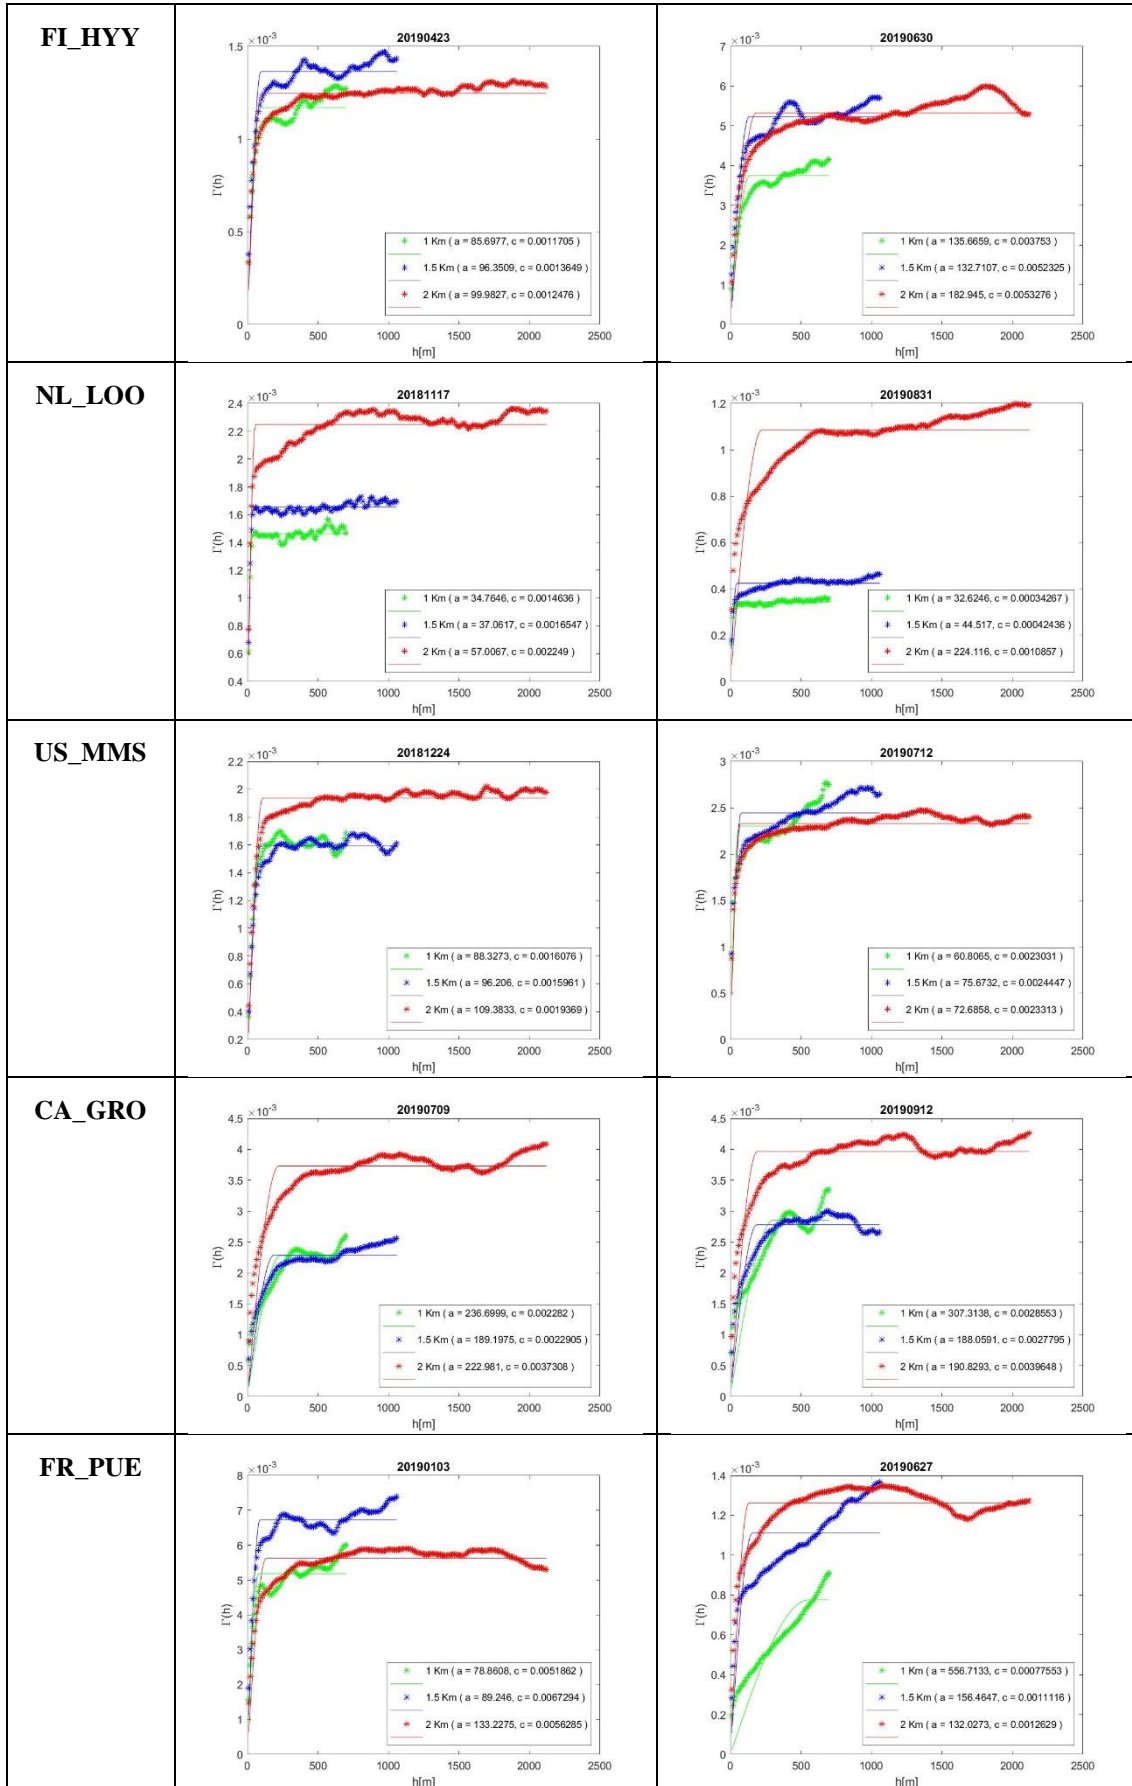 FI_HYY
20190423
×10⁻³
1.5
1
0.5
0
Γ(h)
1 Km ( a = 85.6977, c = 0.0011705 )
1.5 Km ( a = 96.3509, c = 0.0013649 )
2 Km ( a = 99.9827, c = 0.0012476 )
0 500 1000 1500 2000 2500
h[m]
20190630
×10⁻³
7
6
5
4
3
2
1
0
Γ(h)
1 Km ( a = 135.6659, c = 0.003753 )
1.5 Km ( a = 132.7107, c = 0.0052325 )
2 Km ( a = 182.945, c = 0.0053276 )
0 500 1000 1500 2000 2500
h[m]
NL_LOO
20181117
×10⁻³
2.4
2.2
2
1.8
1.6
1.4
1.2
1
0.8
0.6
0.4
Γ(h)
1 Km ( a = 34.7646, c = 0.0014636 )
1.5 Km ( a = 37.0617, c = 0.0016547 )
2 Km ( a = 57.0067, c = 0.002249 )
0 500 1000 1500 2000 2500
h[m]
20190831
×10⁻³
1.2
1
0.8
0.6
0.4
0.2
0
Γ(h)
1 Km ( a = 32.6246, c = 0.00034267 )
1.5 Km ( a = 44.517, c = 0.00042436 )
2 Km ( a = 224.116, c = 0.0010857 )
0 500 1000 1500 2000 2500
h[m]
US_MMS
20181224
×10⁻³
2.2
2
1.8
1.6
1.4
1.2
1
0.8
0.6
0.4
0.2
Γ(h)
1 Km ( a = 88.3273, c = 0.0016076 )
1.5 Km ( a = 96.206, c = 0.0015961 )
2 Km ( a = 109.3833, c = 0.0019369 )
0 500 1000 1500 2000 2500
h[m]
20190712
×10⁻³
3
2.5
2
1.5
1
0.5
0
Γ(h)
1 Km ( a = 60.8065, c = 0.0023031 )
1.5 Km ( a = 75.6732, c = 0.0024447 )
2 Km ( a = 72.6858, c = 0.0023313 )
0 500 1000 1500 2000 2500
h[m]
CA_GRO
20190709
×10⁻³
4.5
4
3.5
3
2.5
2
1.5
1
0.5
0
Γ(h)
1 Km ( a = 236.6999, c = 0.002282 )
1.5 Km ( a = 189.1975, c = 0.0022905 )
2 Km ( a = 222.981, c = 0.0037308 )
0 500 1000 1500 2000 2500
h[m]
20190912
×10⁻³
4.5
4
3.5
3
2.5
2
1.5
1
0.5
0
Γ(h)
1 Km ( a = 307.3138, c = 0.0028553 )
1.5 Km ( a = 188.0591, c = 0.0027795 )
2 Km ( a = 190.8293, c = 0.0039648 )
0 500 1000 1500 2000 2500
h[m]
FR_PUE
20190103
×10⁻³
8
7
6
5
4
3
2
1
0
Γ(h)
1 Km ( a = 78.8608, c = 0.0051862 )
1.5 Km ( a = 89.246, c = 0.0067294 )
2 Km ( a = 133.2275, c = 0.0056285 )
0 500 1000 1500 2000 2500
h[m]
20190627
×10⁻³
1.4
1.2
1
0.8
0.6
0.4
0.2
0
Γ(h)
1 Km ( a = 556.7133, c = 0.00077553 )
1.5 Km ( a = 156.4647, c = 0.0011116 )
2 Km ( a = 132.0273, c = 0.0012629 )
0 500 1000 1500 2000 2500
h[m]